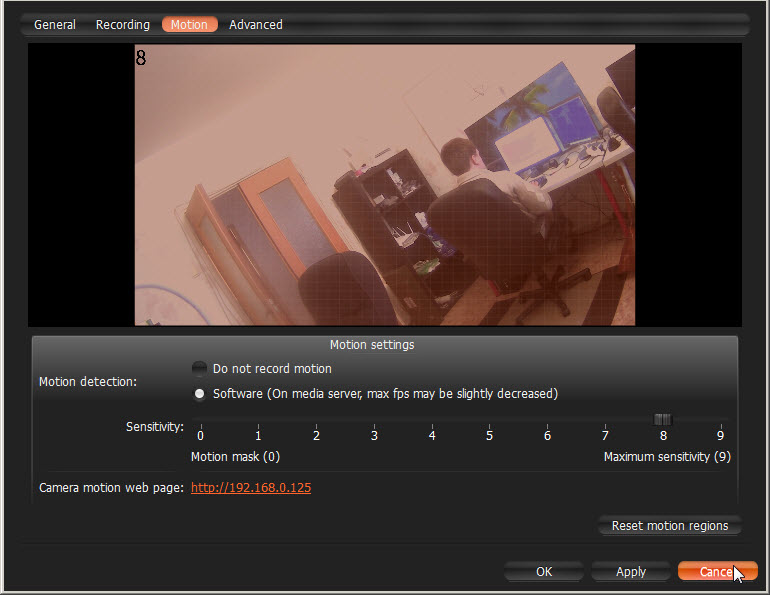 General Recording Motion Advanced
8
Motion settings
Motion detection:
Do not record motion
Software (On media server, max fps may be slightly decreased)
Sensitivity:
0 1 2 3 4 5 6 7 8 9
Motion mask (0) Maximum sensitivity (9)
Camera motion web page: http://192.168.0.125
Reset motion regions
OK Apply Cancel